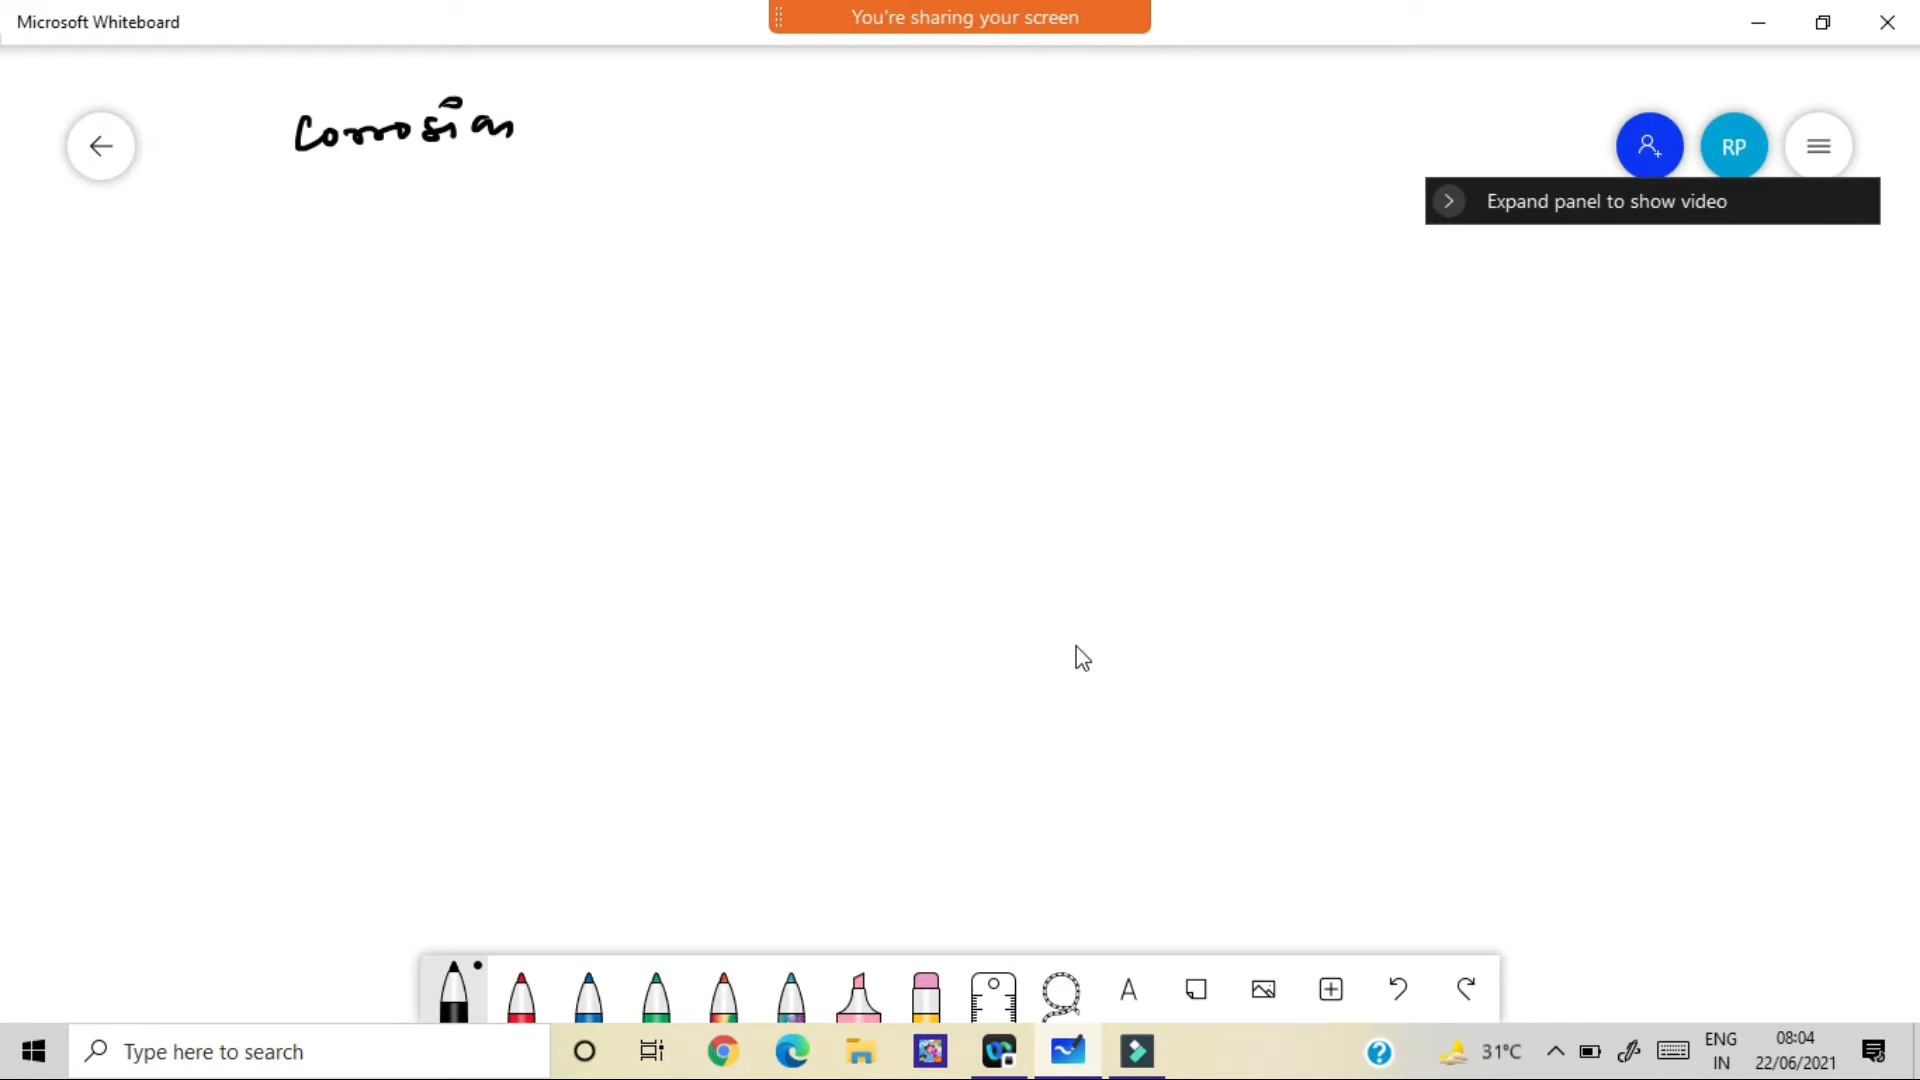 Microsoft Whiteboard
You're sharing your screen
Corrosion
RP
Expand panel to show video
A
Type here to search
31°C
ENG
IN
08:04
22/06/2021